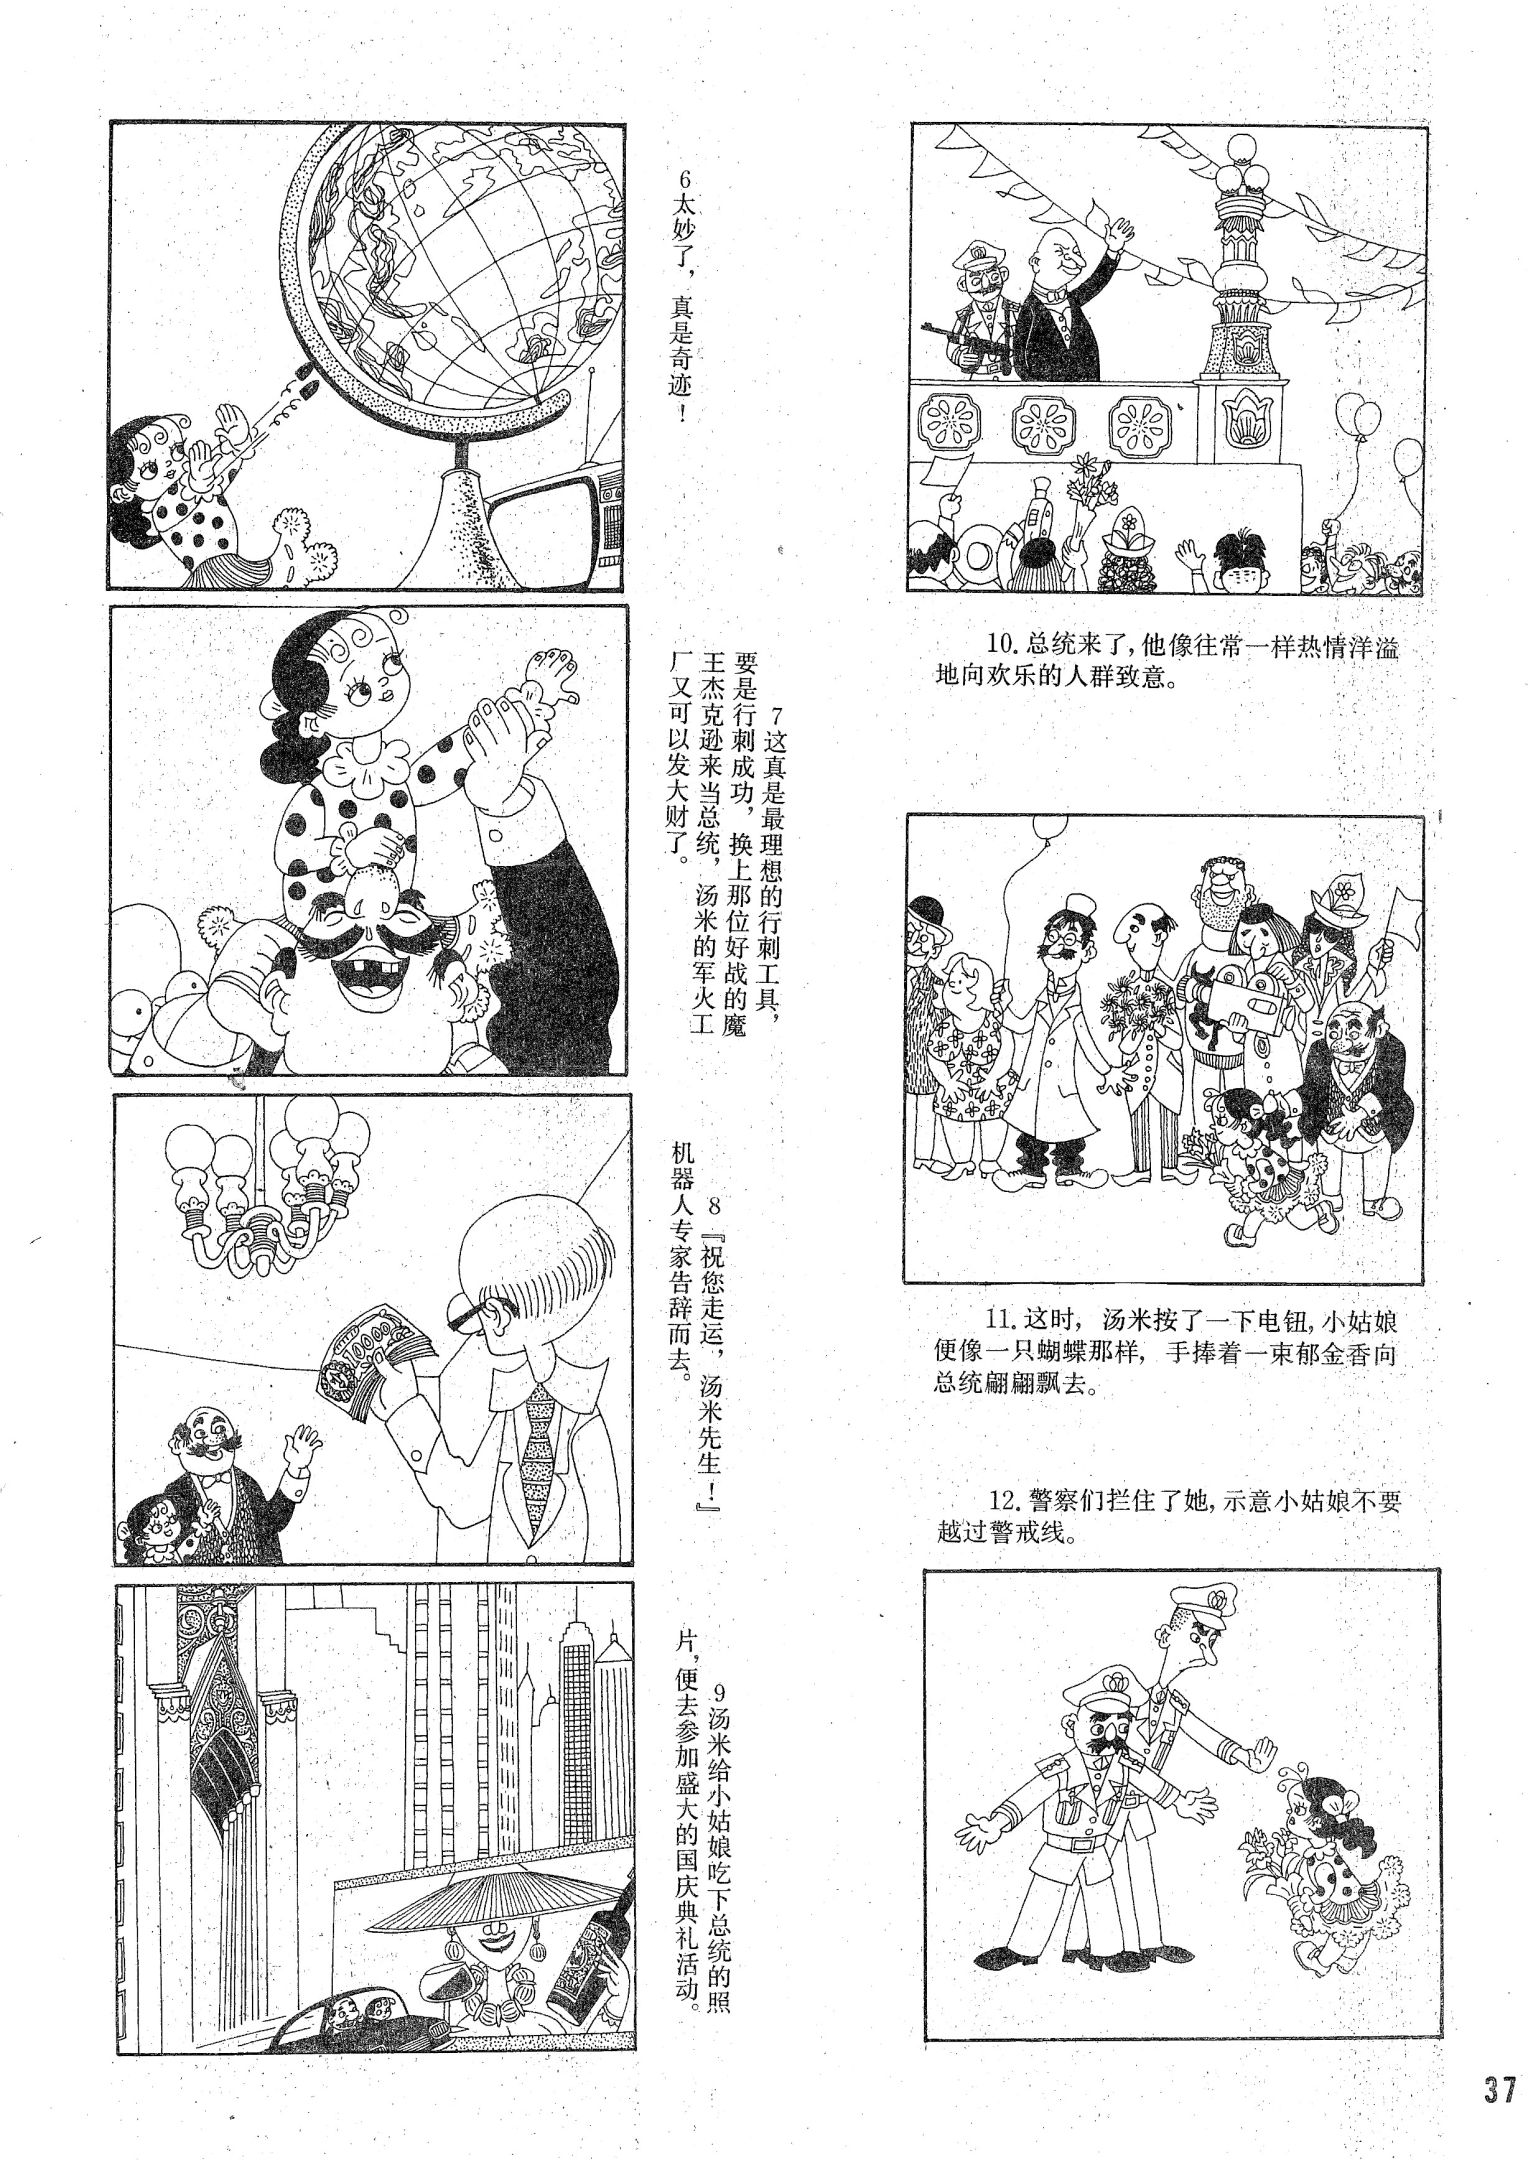 6太妙了，真是奇迹！
7这真是最理想的行刺工具，
要是行刺成功，换上那位好战的魔
王杰克逊来当总统，汤米的军火工
厂又可以发大财了。
8『祝您走运，汤米先生！』
机器人专家告辞而去。
10000
9汤米给小姑娘吃下总统的照
片，便去参加盛大的国庆典礼活动。
10.总统来了，他像往常一样热情洋溢
地向欢乐的人群致意。
11.这时，汤米按了一下电钮，小姑娘
便像一只蝴蝶那样，手捧着一束郁金香向
总统翩翩飘去。
12.警察们拦住了她，示意小姑娘不要
越过警戒线。
37